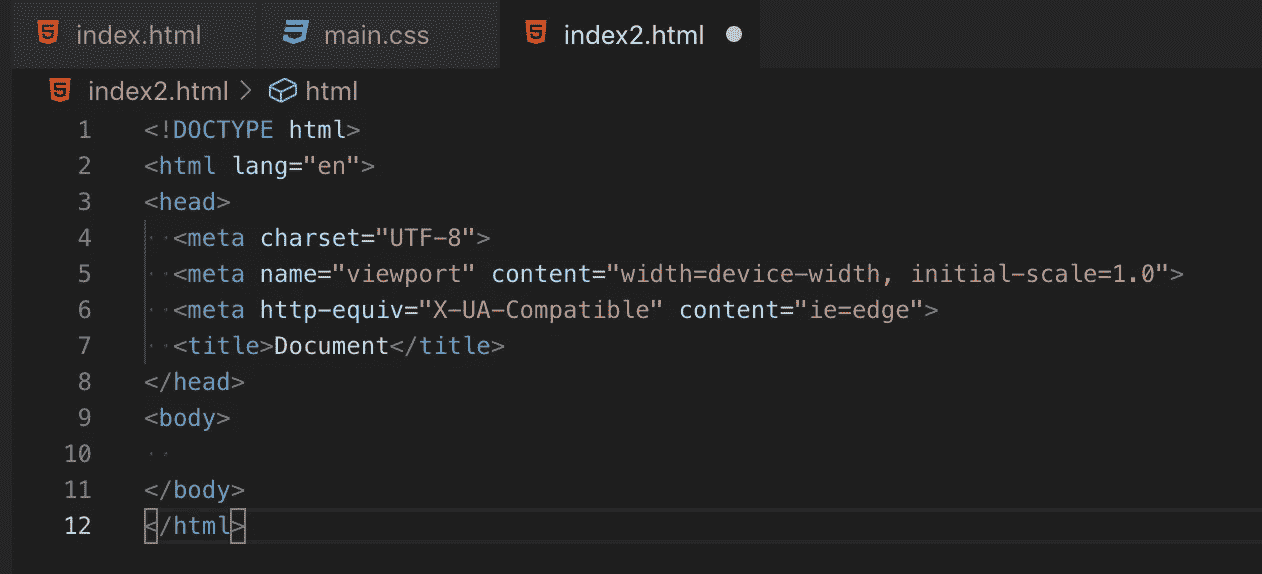 index.html main.css index2.html
index2.html > html
1 <!DOCTYPE html>
2 <html lang="en">
3 <head>
4 <meta charset="UTF-8">
5 <meta name="viewport" content="width=device-width, initial-scale=1.0">
6 <meta http-equiv="X-UA-Compatible" content="ie=edge">
7 <title>Document</title>
8 </head>
9 <body>
10
11 </body>
12 </html>